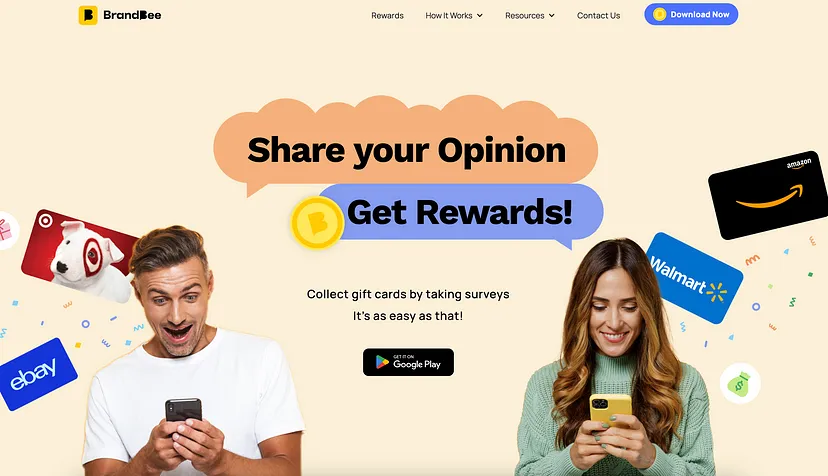 BrandBee
Rewards
How It Works
Resources
Contact Us
Download Now
Share your Opinion
Get Rewards!
Collect gift cards by taking surveys
It's as easy as that!
GET IT ON
Google Play
amazon
Walmart
ebay